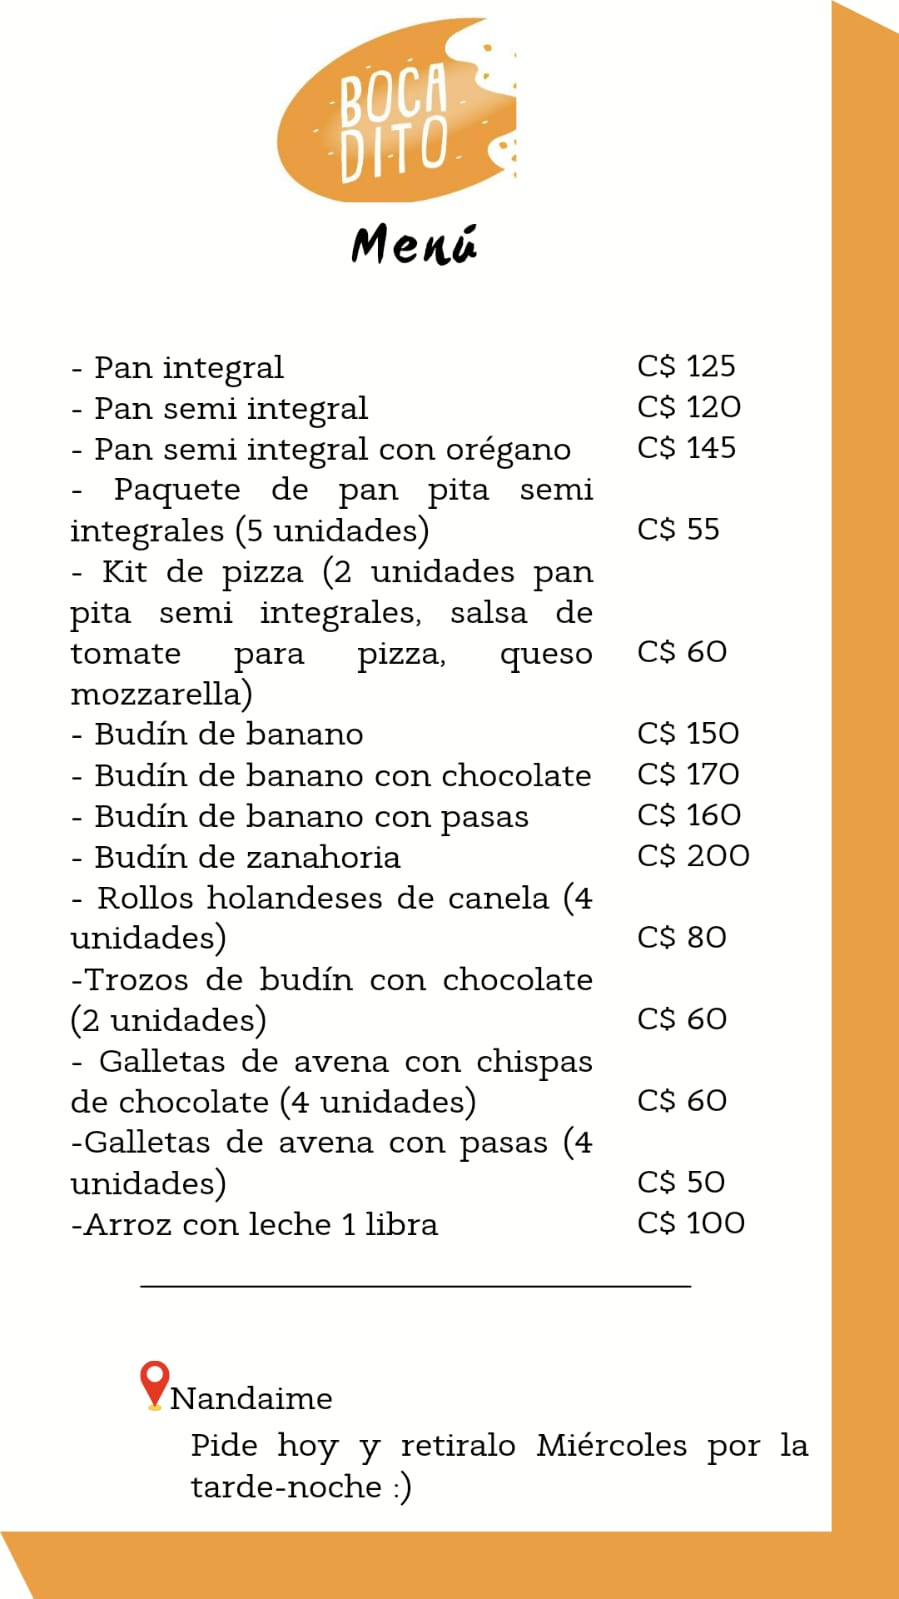 BOCA
DITO
Menú
- Pan integral C$ 125
- Pan semi integral C$ 120
- Pan semi integral con orégano C$ 145
- Paquete de pan pita semi
integrales (5 unidades) C$ 55
- Kit de pizza (2 unidades pan
pita semi integrales, salsa de
tomate para pizza, queso C$ 60
mozzarella)
- Budín de banano C$ 150
- Budín de banano con chocolate C$ 170
- Budín de banano con pasas C$ 160
- Budín de zanahoria C$ 200
- Rollos holandeses de canela (4
unidades) C$ 80
-Trozos de budín con chocolate
(2 unidades) C$ 60
- Galletas de avena con chispas
de chocolate (4 unidades) C$ 60
-Galletas de avena con pasas (4
unidades) C$ 50
-Arroz con leche 1 libra C$ 100
Nandaime
Pide hoy y retiralo Miércoles por la
tarde-noche :)